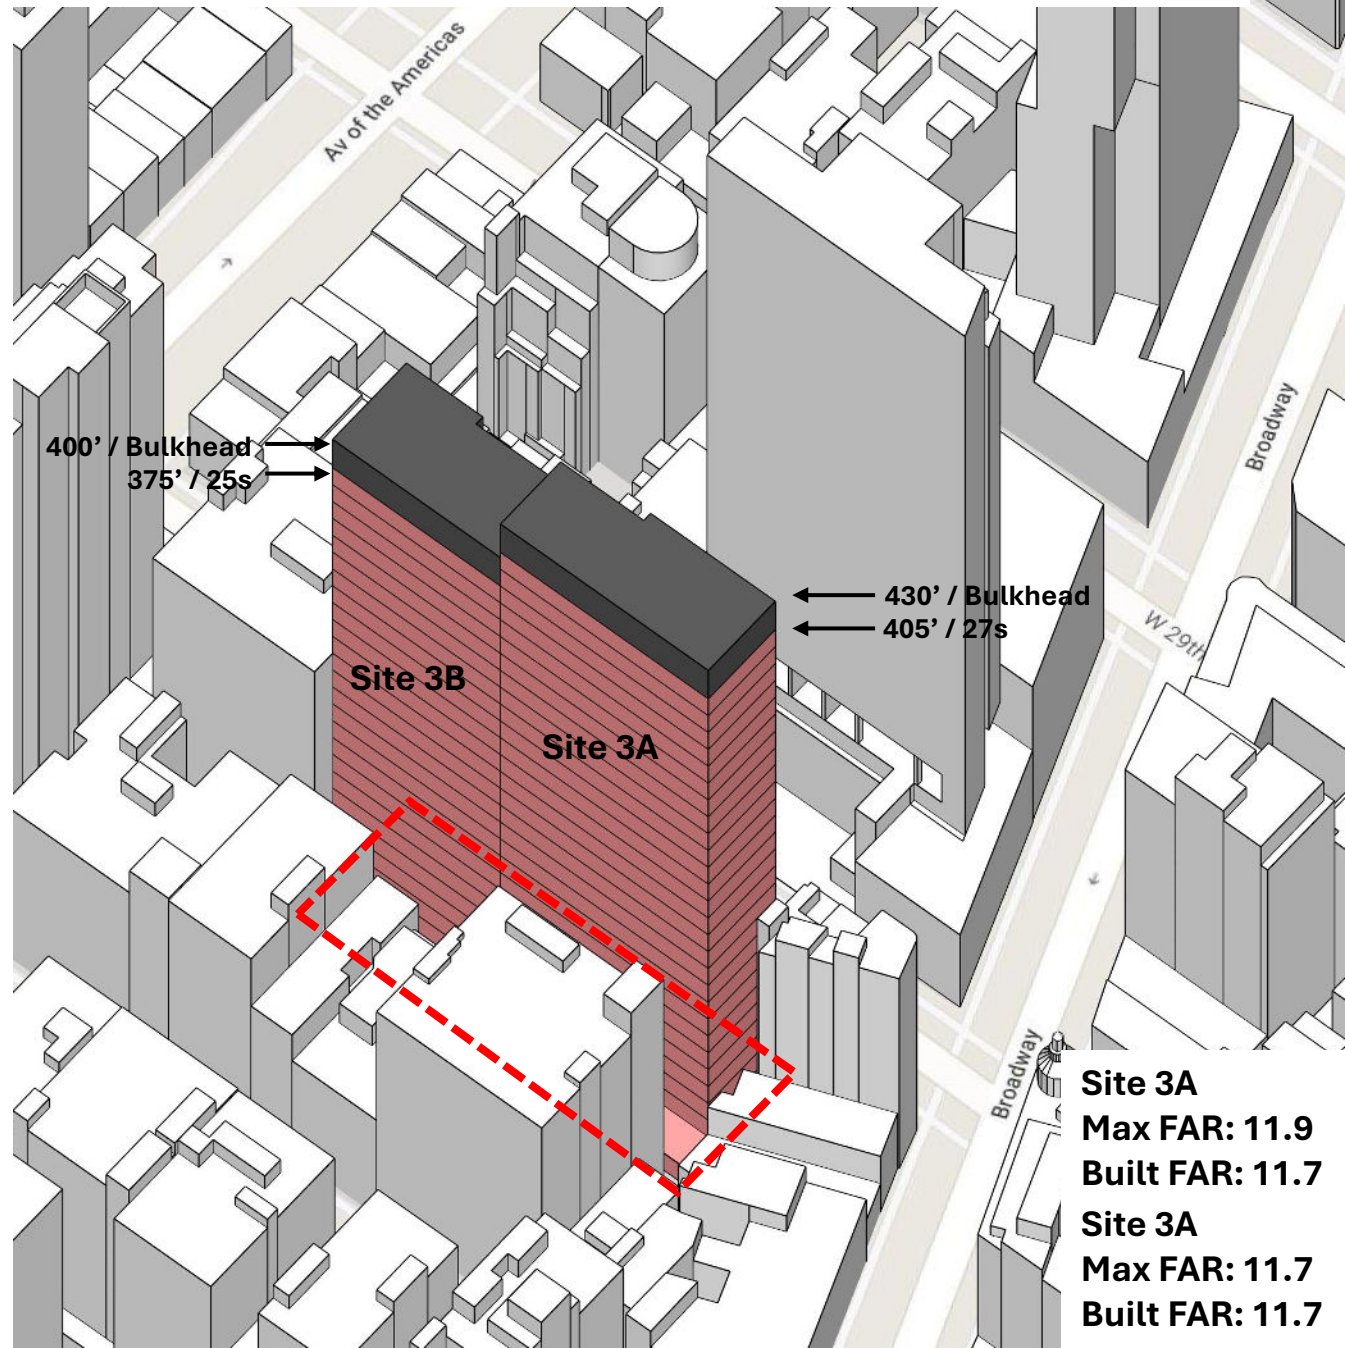 Av of the Americas
400’ / Bulkhead
375’ / 25s
Broadway
430’ / Bulkhead
405’ / 27s
W 29th
Site 3B
Site 3A
Broadway
Site 3A
Max FAR: 11.9
Built FAR: 11.7
Site 3A
Max FAR: 11.7
Built FAR: 11.7